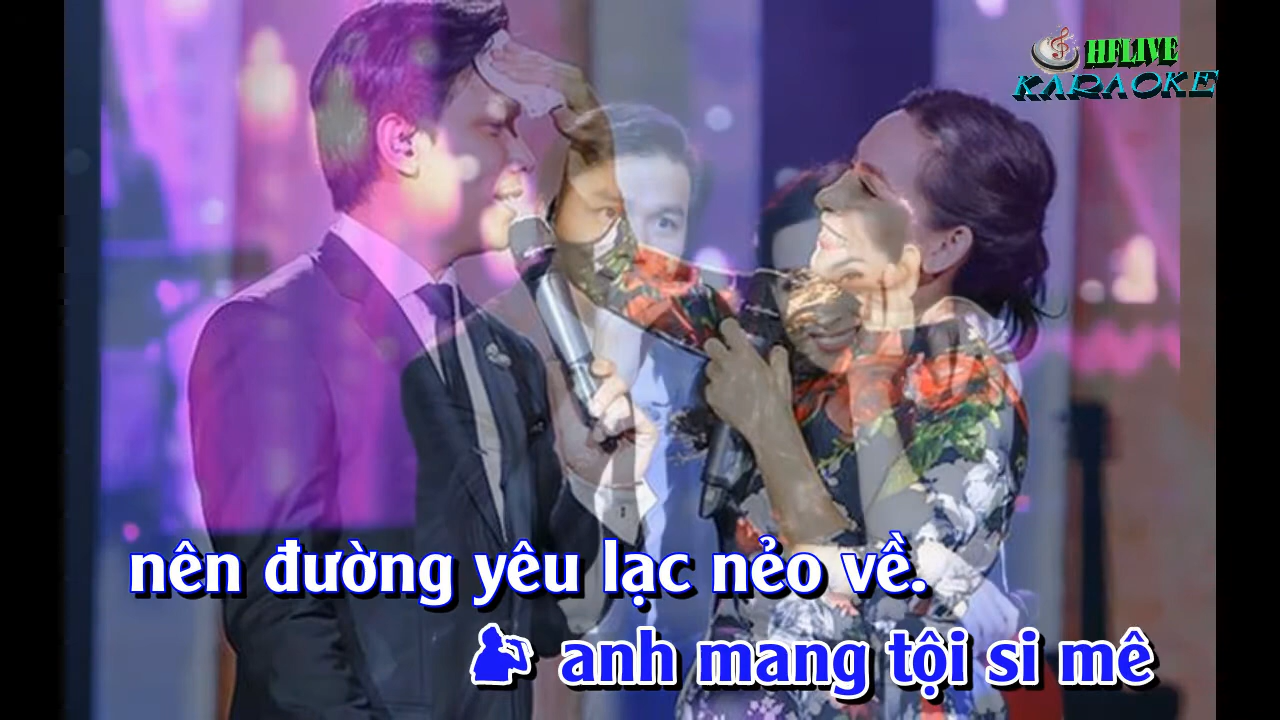 HFLIVE
KARAOKE
nên đường yêu lạc nẻo về.
anh mang tội si mê